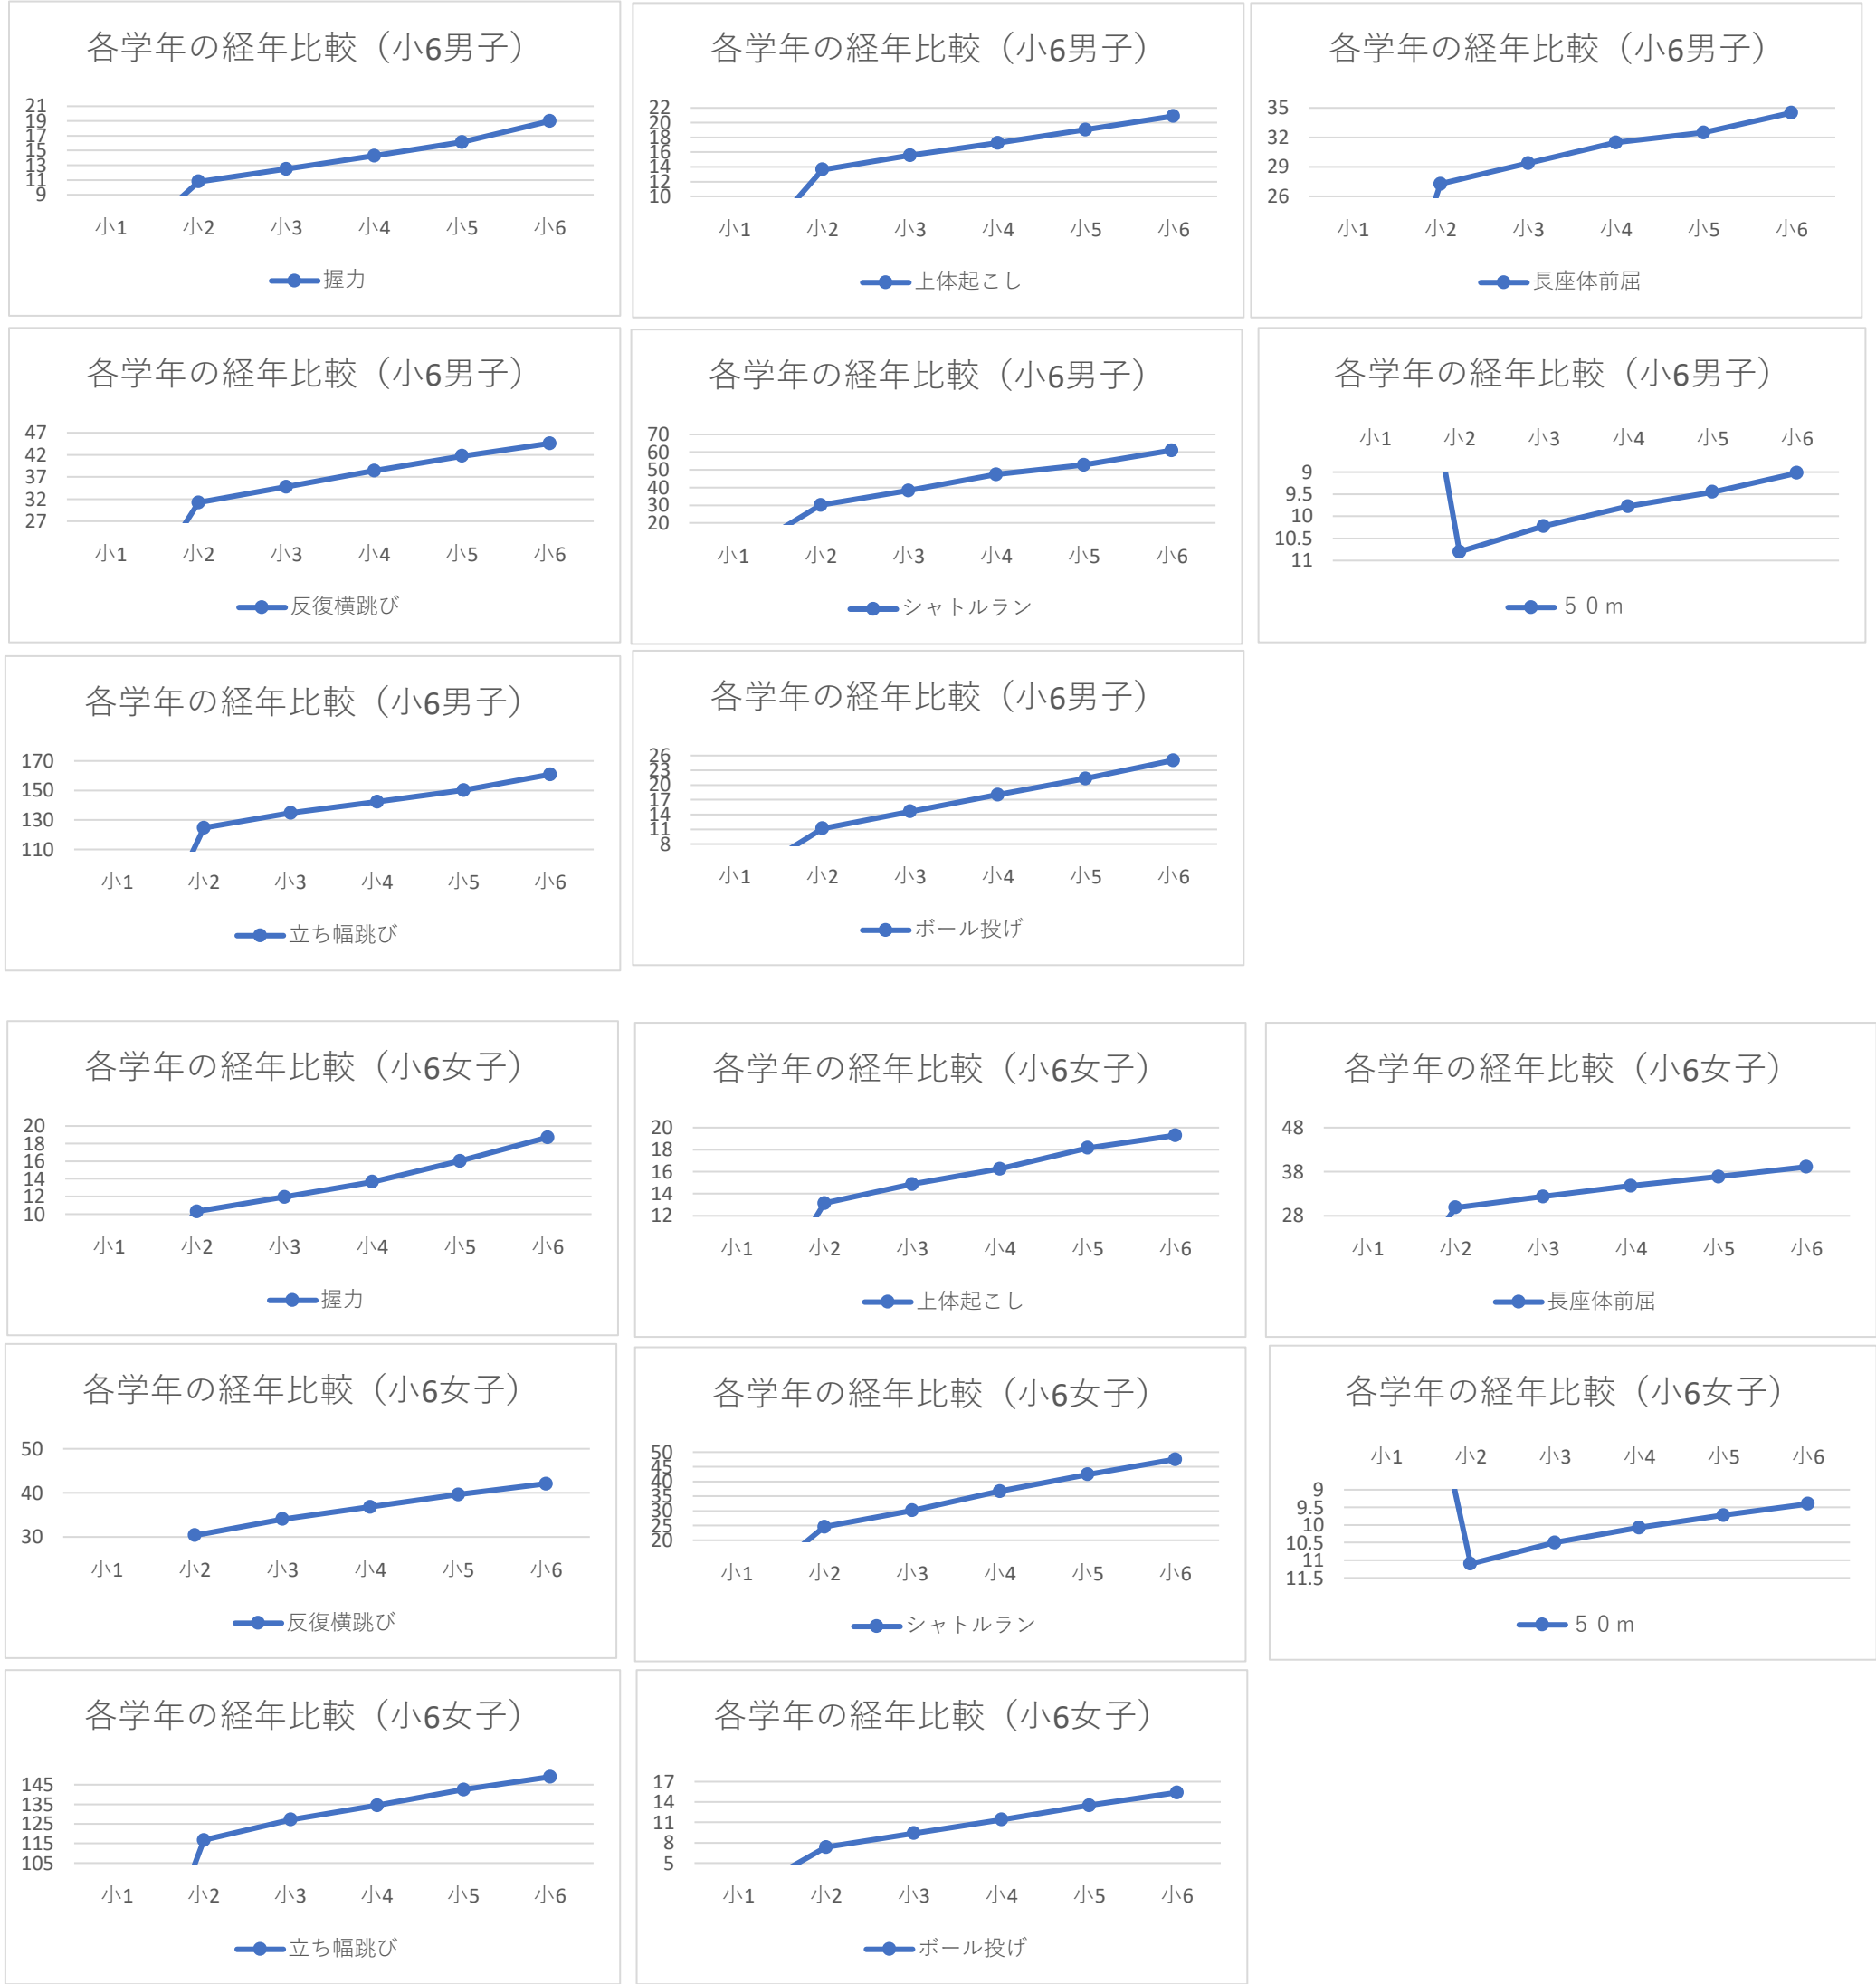 各学年の経年比較（小6男子）
21
19
17
15
13
11
9
小1 小2 小3 小4 小5 小6
握力
各学年の経年比較（小6男子）
22
20
18
16
14
12
10
小1 小2 小3 小4 小5 小6
上体起こし
各学年の経年比較（小6男子）
35
32
29
26
小1 小2 小3 小4 小5 小6
長座体前屈
各学年の経年比較（小6男子）
47
42
37
32
27
小1 小2 小3 小4 小5 小6
反復横跳び
各学年の経年比較（小6男子）
70
60
50
40
30
20
小1 小2 小3 小4 小5 小6
シャトルラン
各学年の経年比較（小6男子）
小1 小2 小3 小4 小5 小6
9
9.5
10
10.5
11
５０ｍ
各学年の経年比較（小6男子）
170
150
130
110
小1 小2 小3 小4 小5 小6
立ち幅跳び
各学年の経年比較（小6男子）
26
23
20
17
14
11
8
小1 小2 小3 小4 小5 小6
ボール投げ
各学年の経年比較（小6女子）
20
18
16
14
12
10
小1 小2 小3 小4 小5 小6
握力
各学年の経年比較（小6女子）
20
18
16
14
12
小1 小2 小3 小4 小5 小6
上体起こし
各学年の経年比較（小6女子）
48
38
28
小1 小2 小3 小4 小5 小6
長座体前屈
各学年の経年比較（小6女子）
50
40
30
小1 小2 小3 小4 小5 小6
反復横跳び
各学年の経年比較（小6女子）
50
45
40
35
30
25
20
小1 小2 小3 小4 小5 小6
シャトルラン
各学年の経年比較（小6女子）
小1 小2 小3 小4 小5 小6
9
9.5
10
10.5
11
11.5
５０ｍ
各学年の経年比較（小6女子）
145
135
125
115
105
小1 小2 小3 小4 小5 小6
立ち幅跳び
各学年の経年比較（小6女子）
17
14
11
8
5
小1 小2 小3 小4 小5 小6
ボール投げ